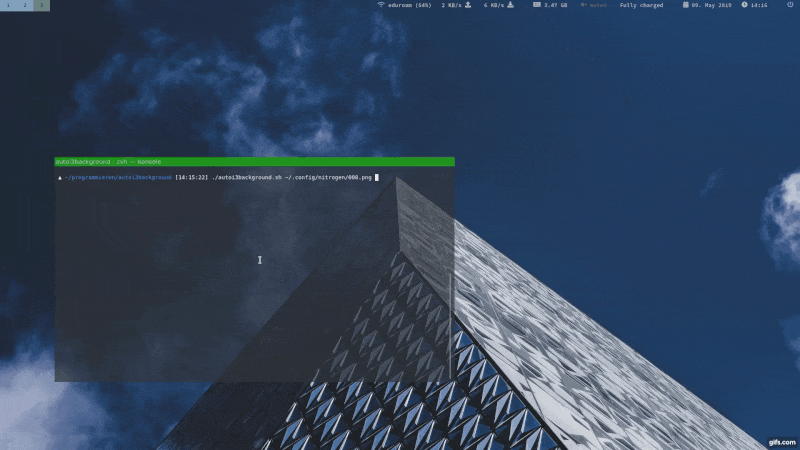 1 2 3 eduroam (54%) 2 KB/s 6 KB/s 3.47 GB muted Fully charged 09. May 2019 14:16
autoi3background : zsh — Konsole
▲ ~/programmieren/autoi3background [14:15:22] ./autoi3background.sh ~/.config/nitrogen/000.png
gifs.com